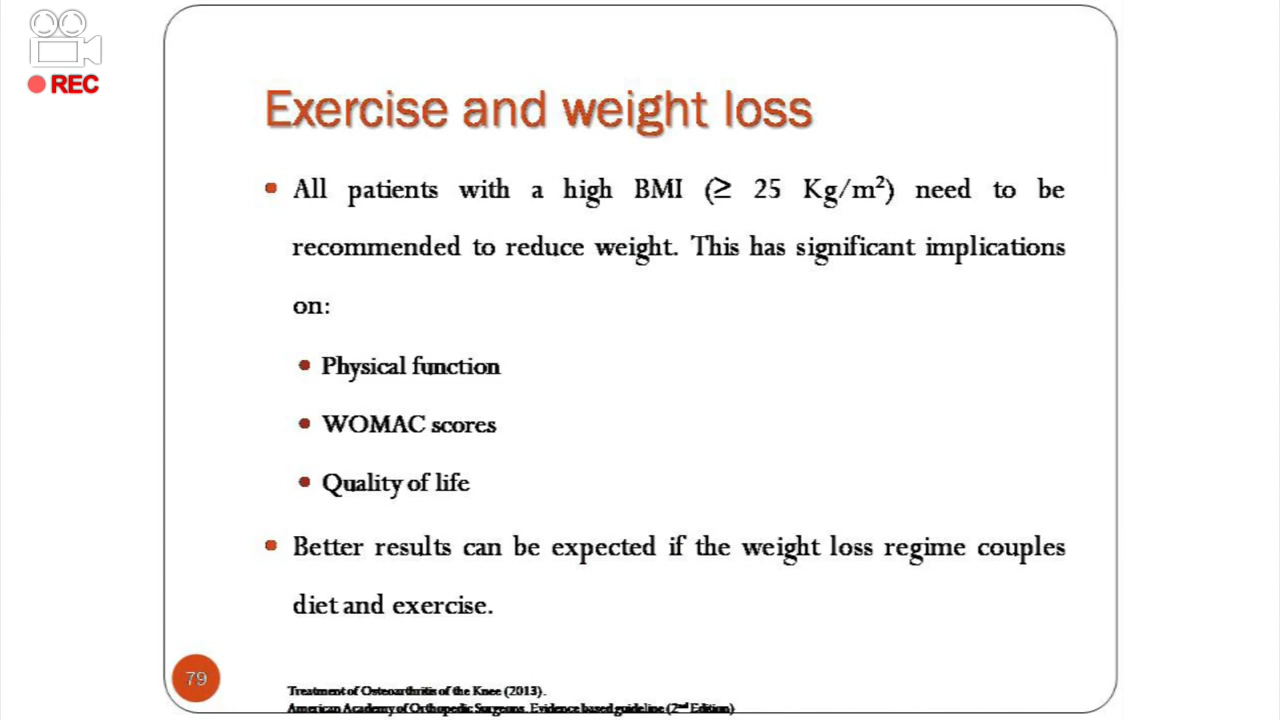 REC
Exercise and weight loss
• All patients with a high BMI (≥ 25 Kg/m²) need to be
recommended to reduce weight. This has significant implications
on:
• Physical function
• WOMAC scores
• Quality of life
• Better results can be expected if the weight loss regime couples
diet and exercise.
79
Treatment of Osteoarthritis of the Knee (2013).
American Academy of Orthopedic Surgeons. Evidence based guideline (2nd Edition)